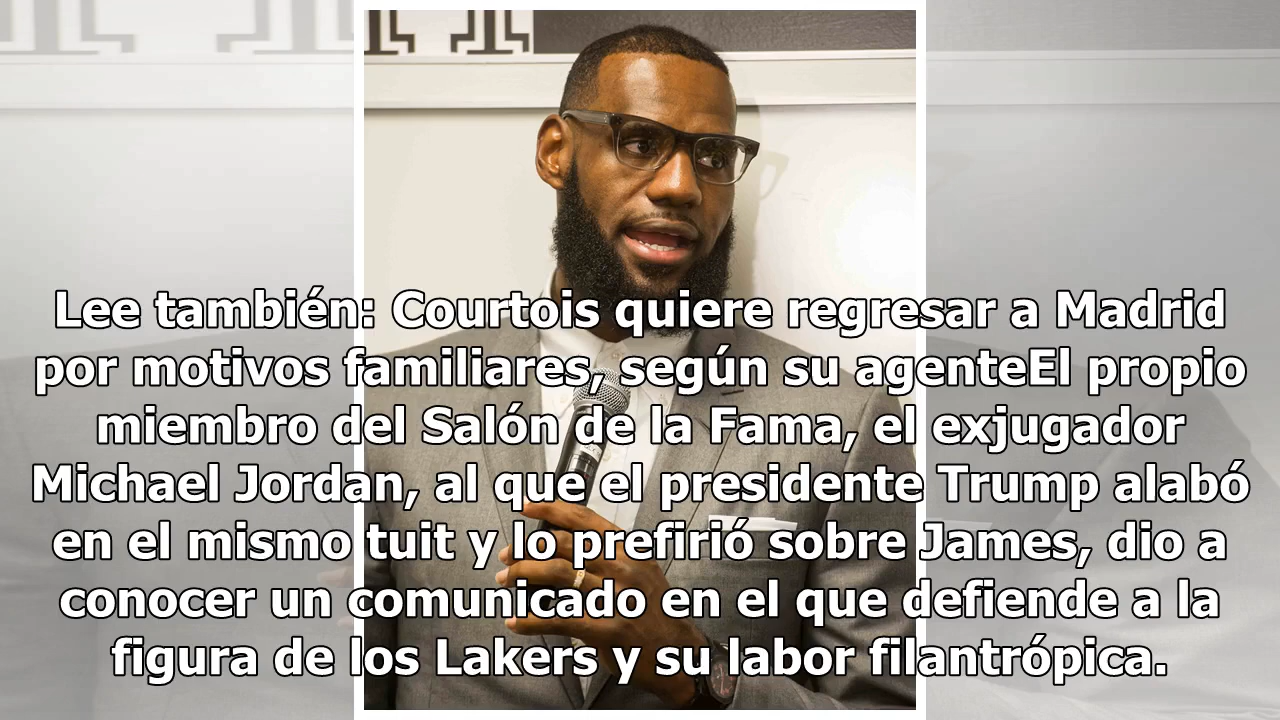 Lee también: Courtois quiere regresar a Madrid
por motivos familiares, según su agenteEl propio
miembro del Salón de la Fama, el exjugador
Michael Jordan, al que el presidente Trump alabó
en el mismo tuit y lo prefirió sobre James, dio a
conocer un comunicado en el que defiende a la
figura de los Lakers y su labor filantrópica.